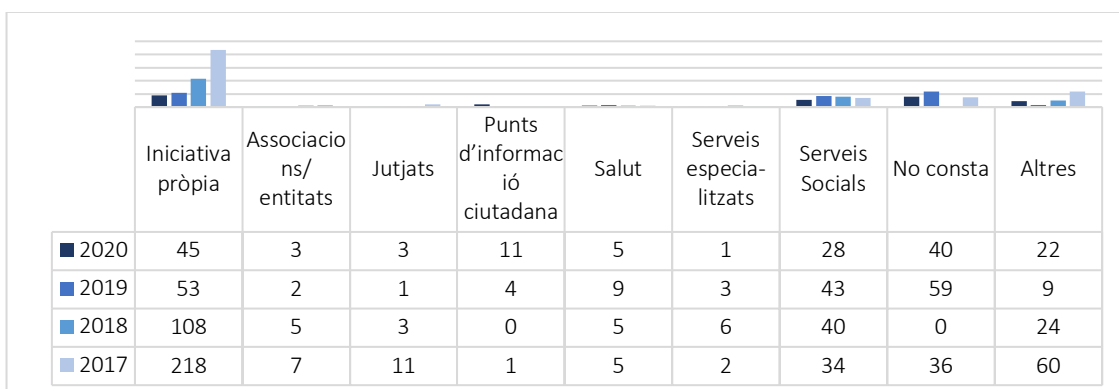 Iniciativa
pròpia
Associacio
ns/
entitats
Jutjats
Punts
d’informac
ió
ciutadana
Salut
Serveis
especia-
litzats
Serveis
Socials
No consta
Altres
2020 45 3 3 11 5 1 28 40 22
2019 53 2 1 4 9 3 43 59 9
2018 108 5 3 0 5 6 40 0 24
2017 218 7 11 1 5 2 34 36 60